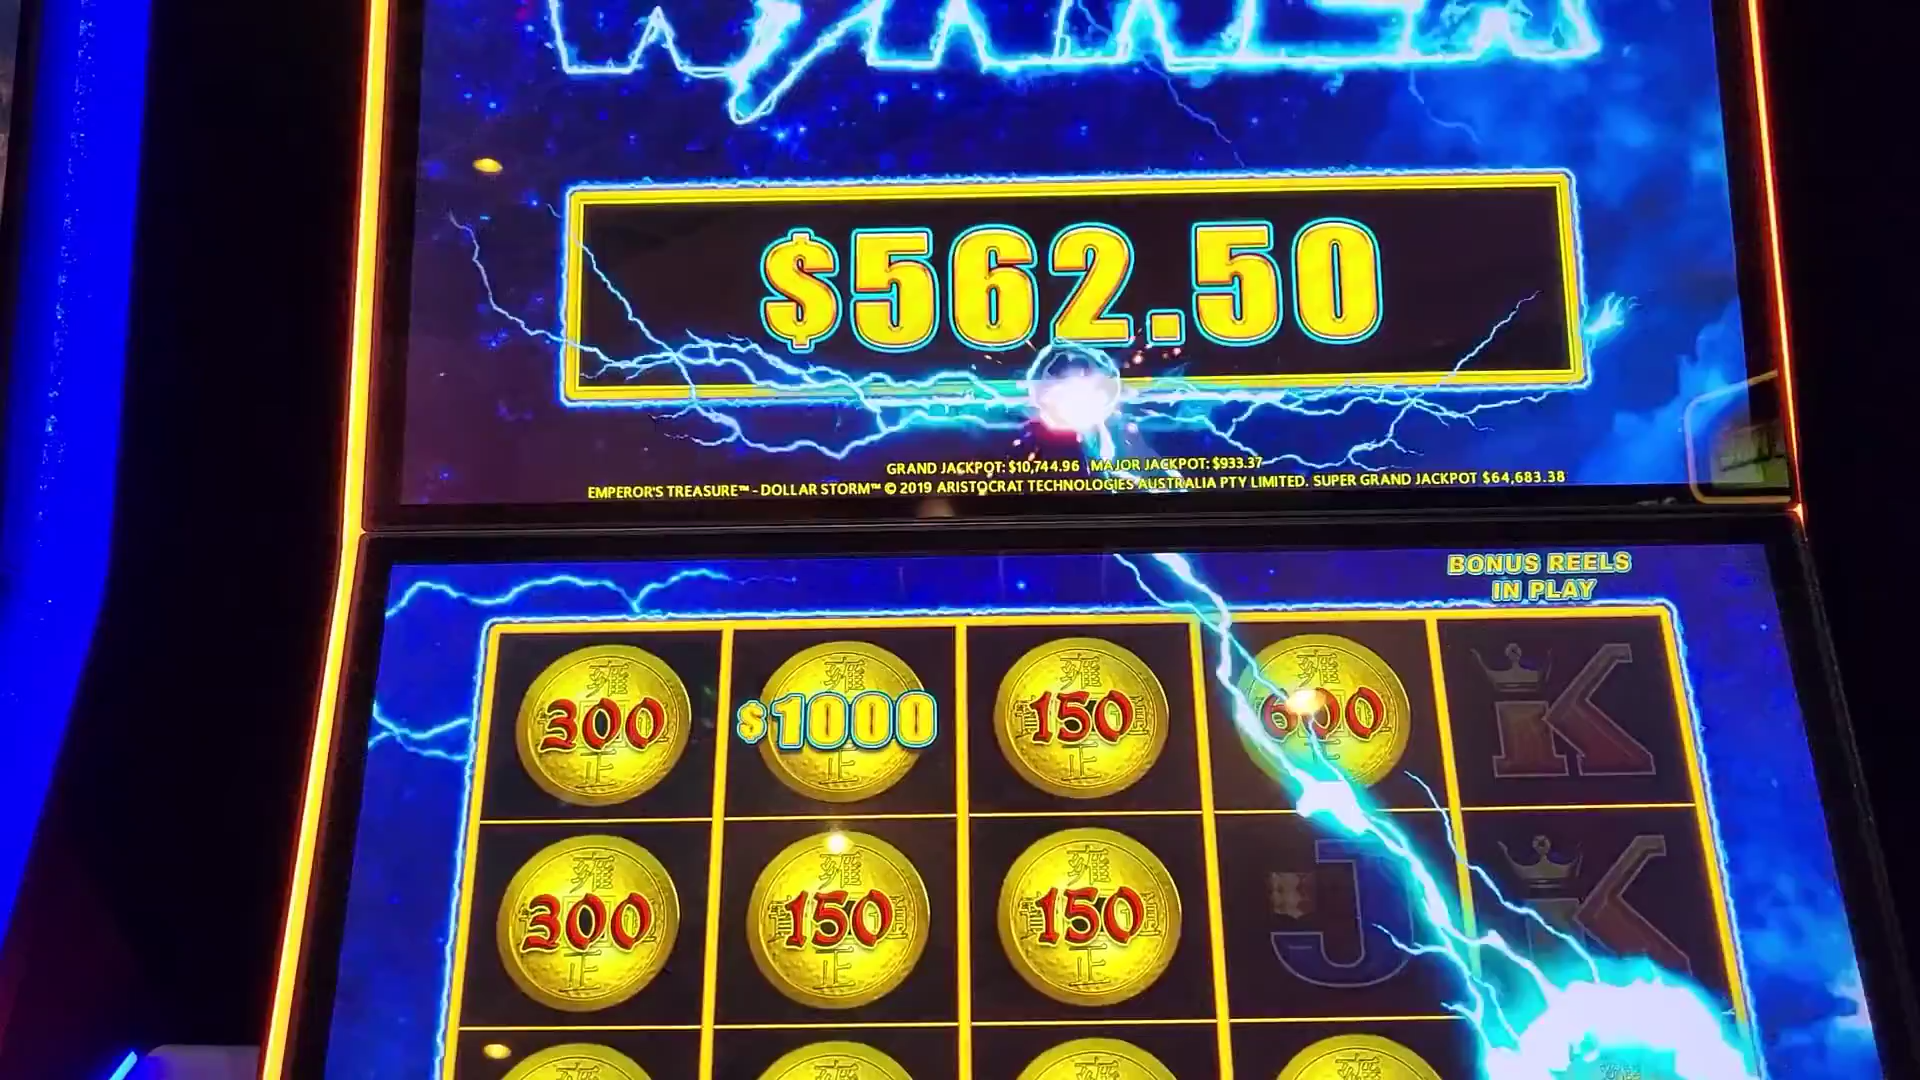 $562.50
GRAND JACKPOT: $10,744.96 MAJOR JACKPOT: $933.37
EMPEROR'S TREASURE™ - DOLLAR STORM™ © 2019 ARISTOCRAT TECHNOLOGIES AUSTRALIA PTY LIMITED. SUPER GRAND JACKPOT $64,683.38
BONUS REELS
IN PLAY
300 $1000 150 600 K
300 150 150 J K